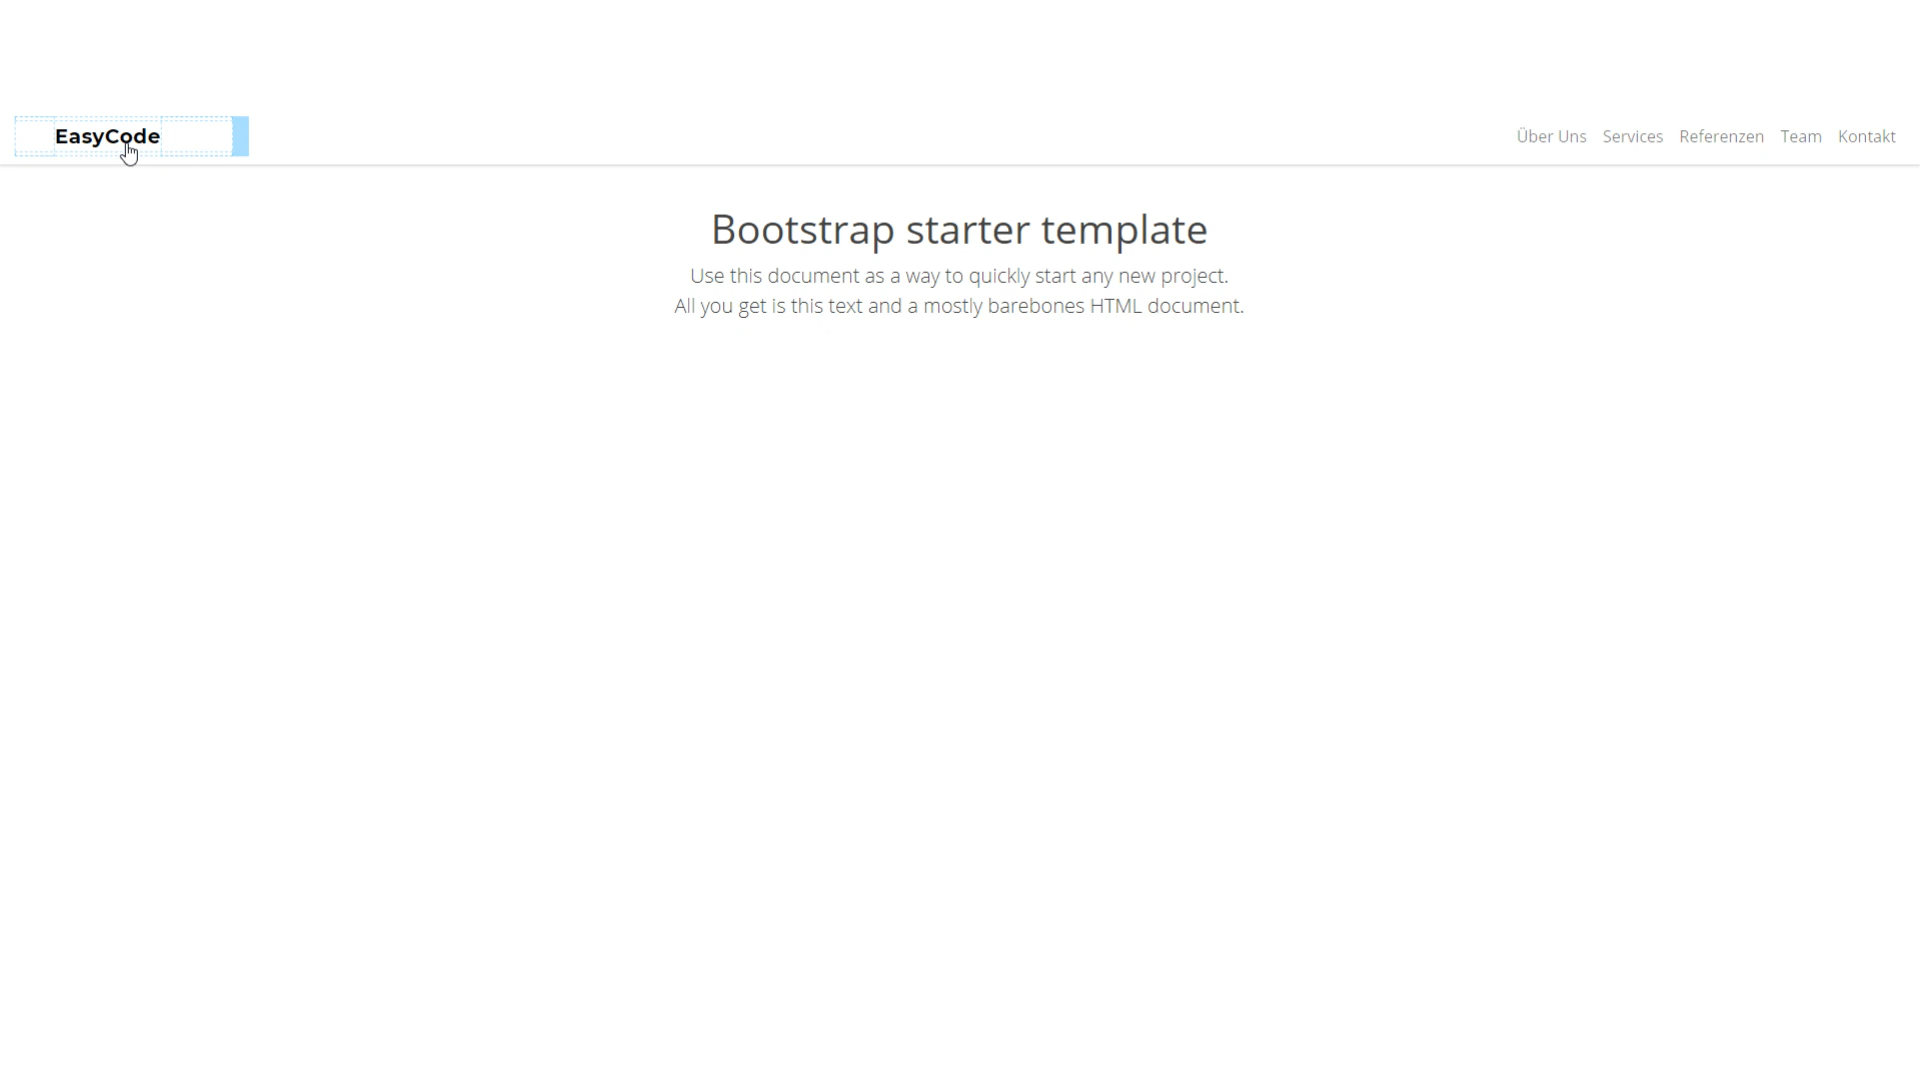 EasyCode
Über Uns Services Referenzen Team Kontakt
Bootstrap starter template
Use this document as a way to quickly start any new project.
All you get is this text and a mostly barebones HTML document.